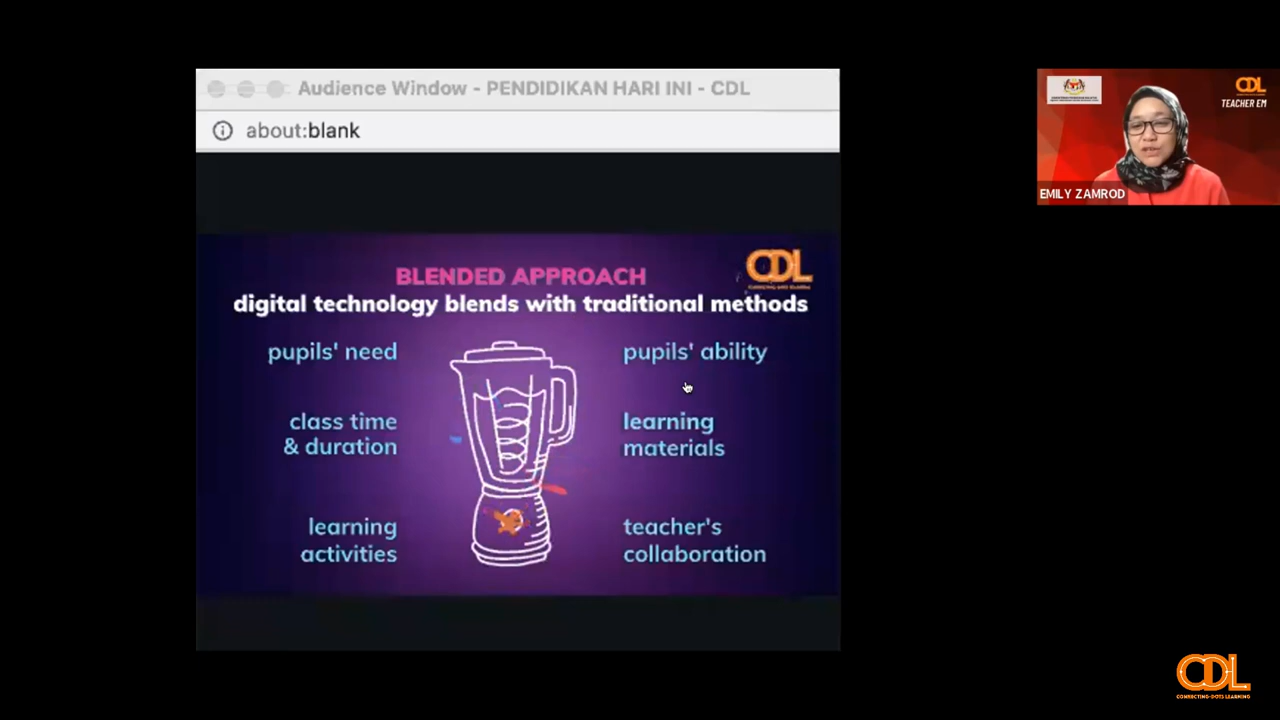 Audience Window - PENDIDIKAN HARI INI - CDL
about:blank
BLENDED APPROACH
digital technology blends with traditional methods
CDL
pupils' need
pupils' ability
class time
& duration
learning
materials
learning
activities
teacher's
collaboration
CDL
TEACHER EM
EMILY ZAMROD
CDL
CONNECTING-DOTS LEARNING